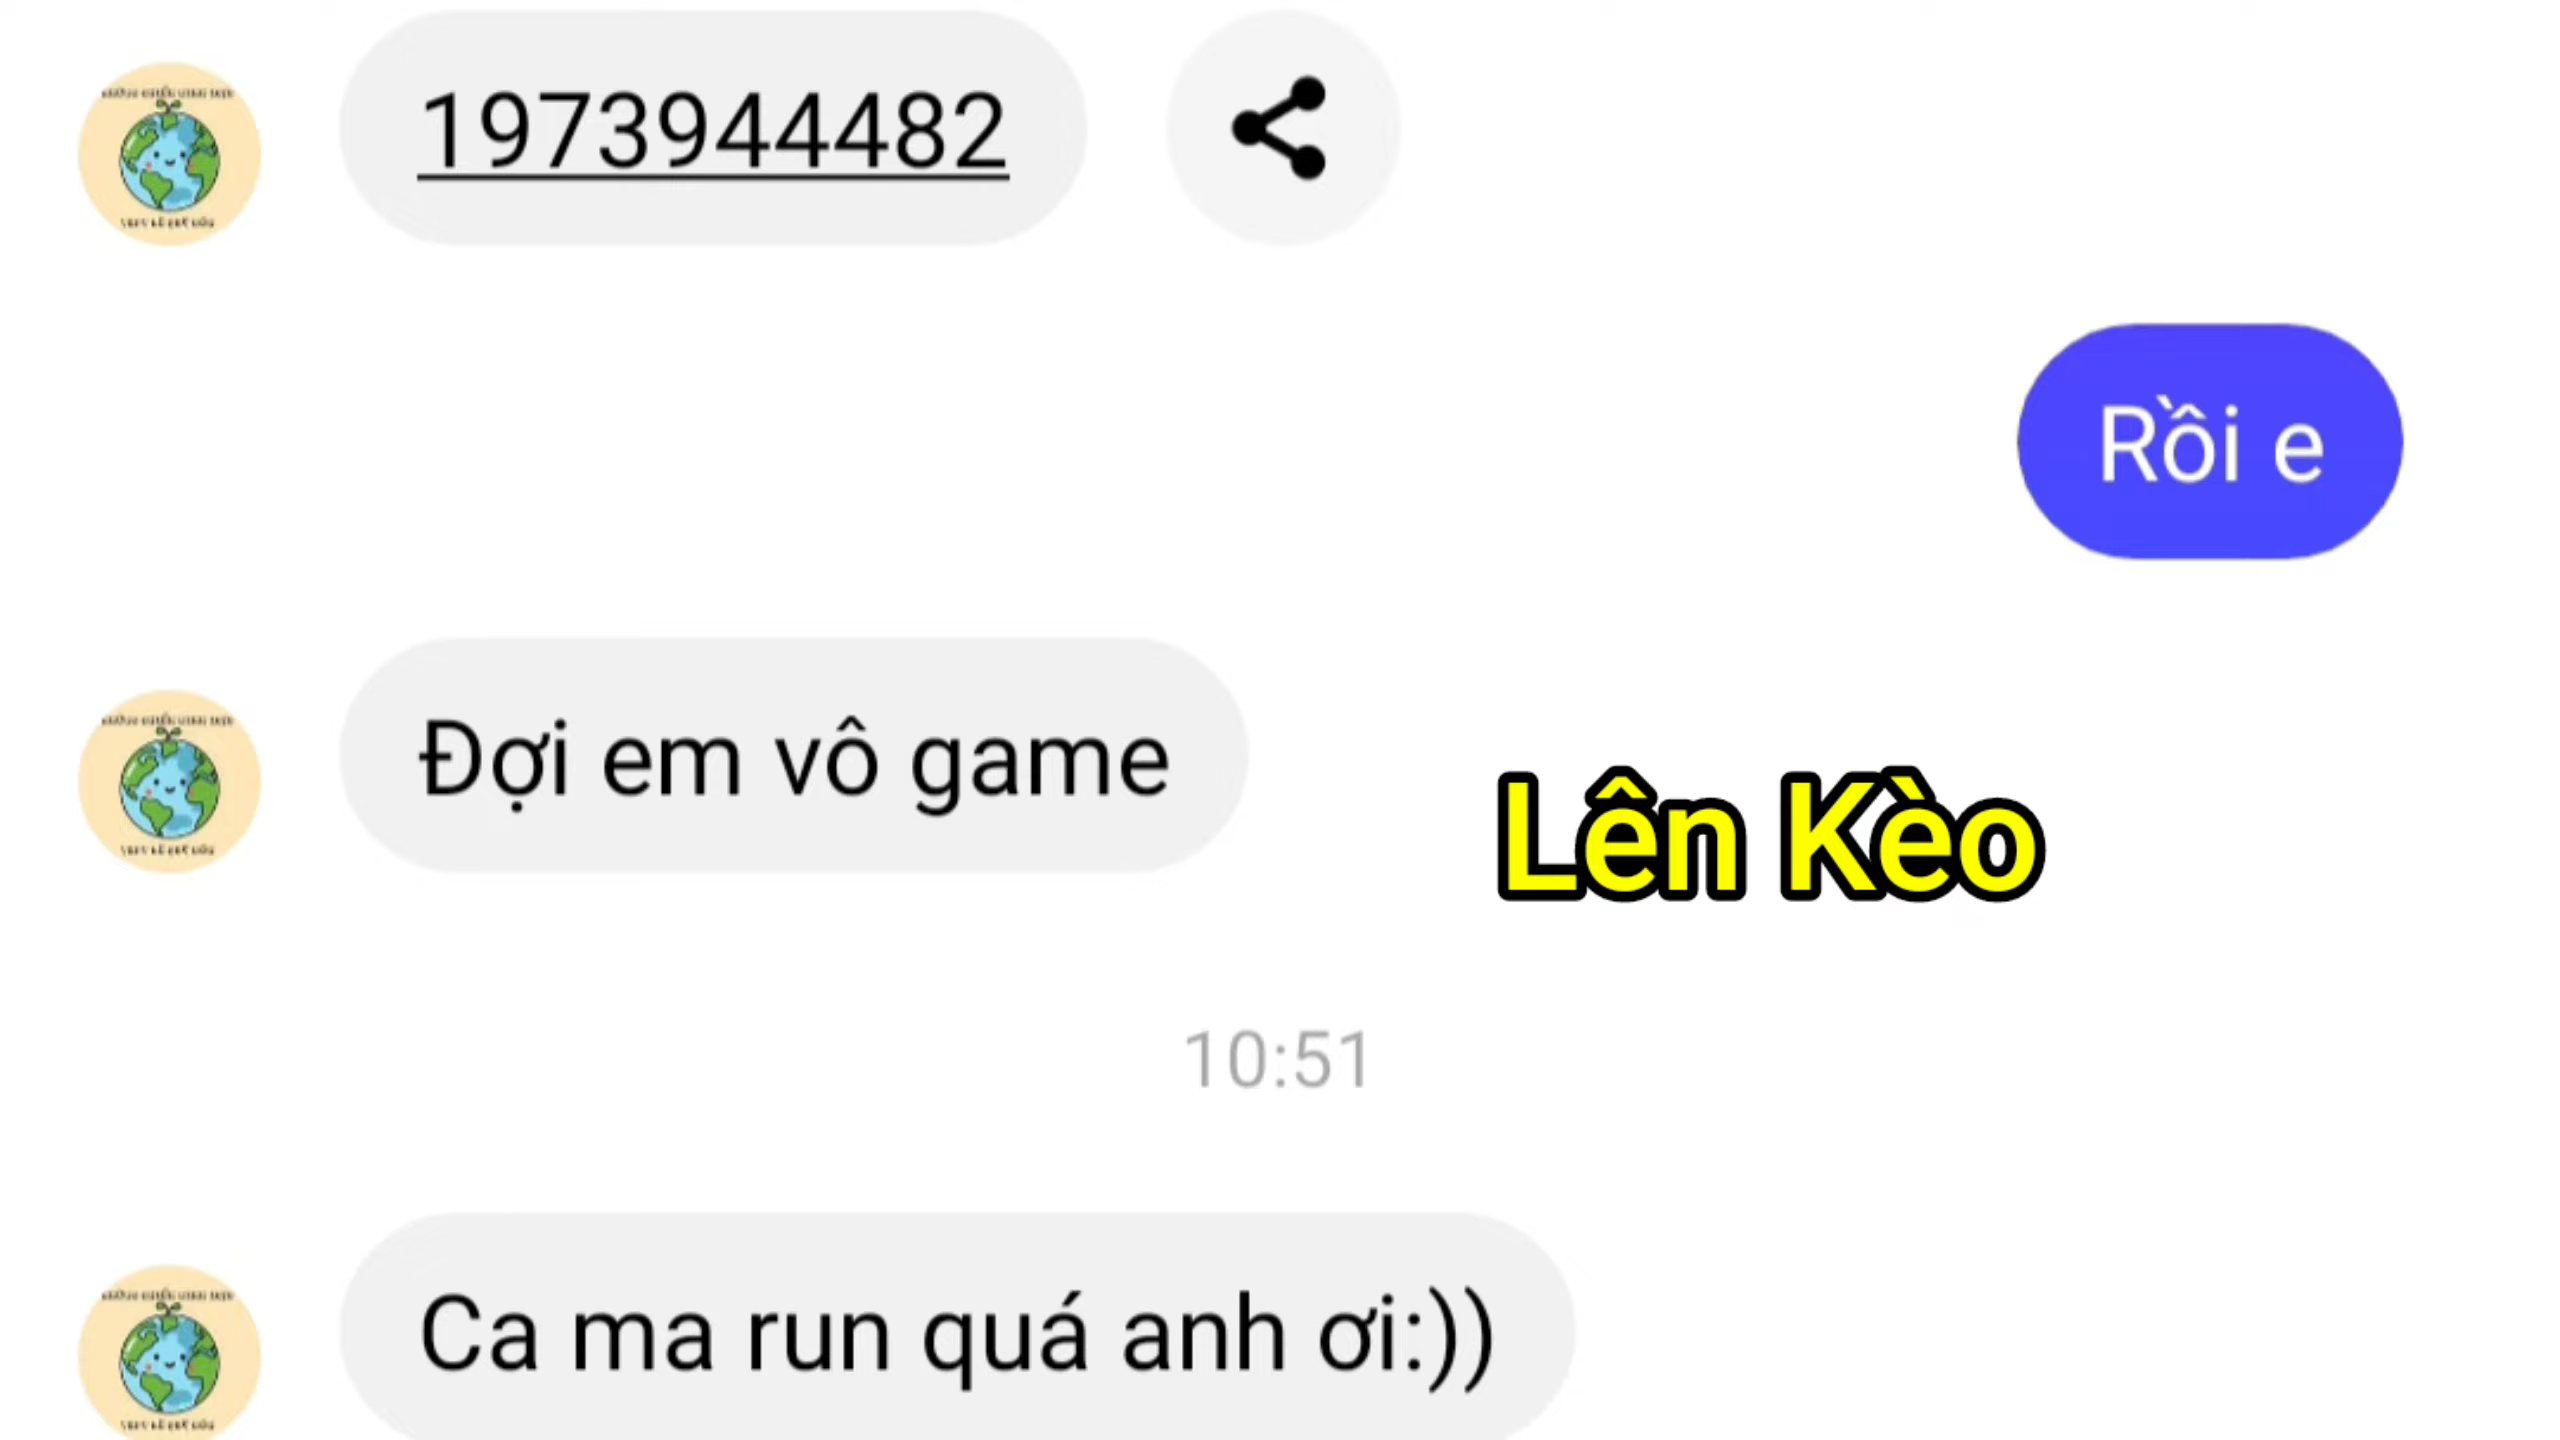 1973944482
Rồi e
Đợi em vô game
Lên Kèo
10:51
Ca ma run quá anh ơi:))